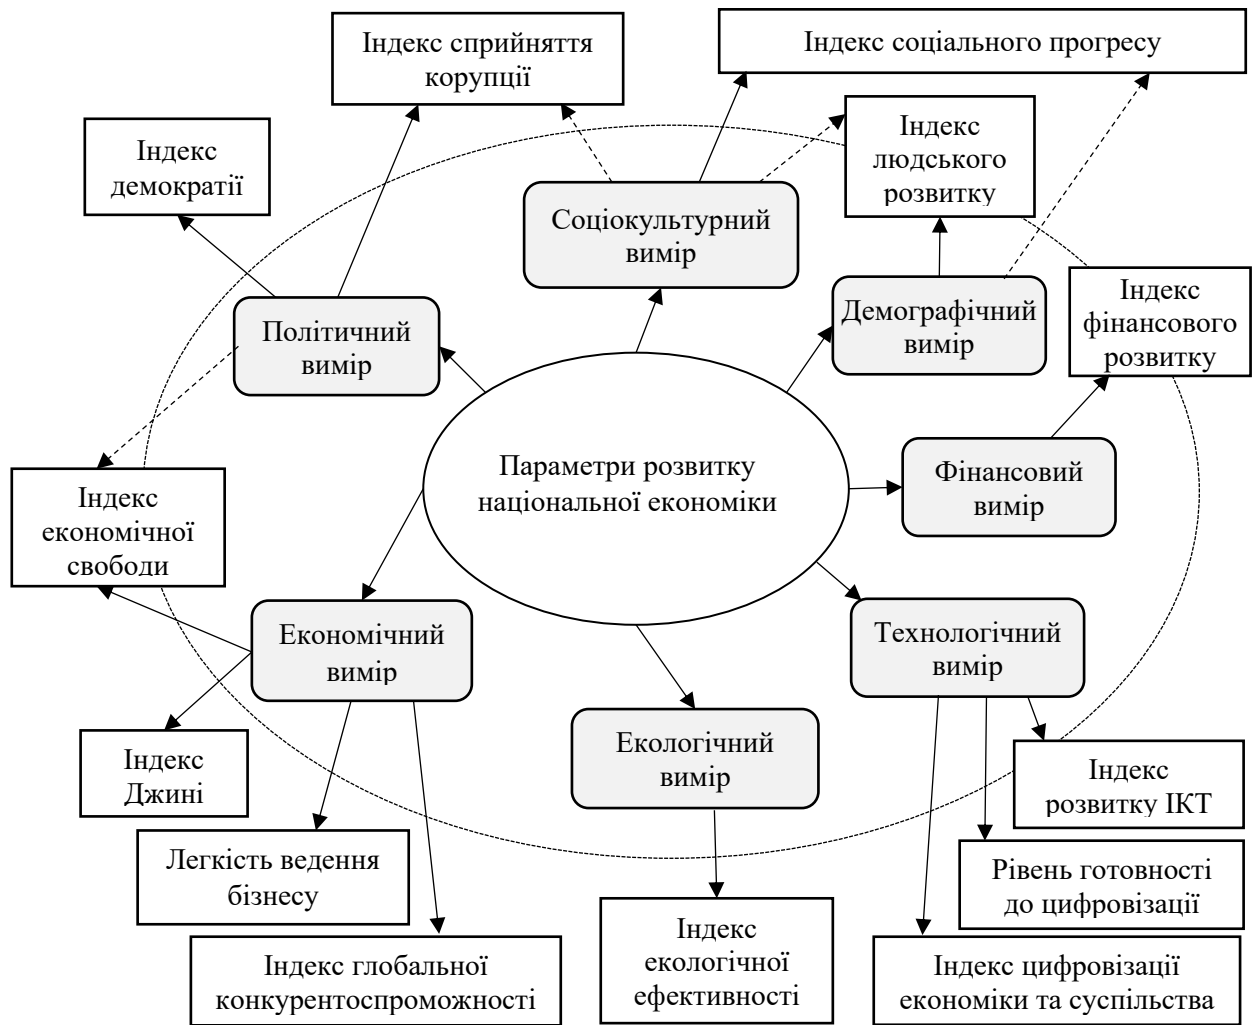 Індекс сприйняття
корупції
Індекс соціального прогресу
Індекс
демократії
Індекс
людського
розвитку
Соціокультурний
вимір
Політичний
вимір
Демографічний
вимір
Індекс
фінансового
розвитку
Параметри розвитку
національної економіки
Фінансовий
вимір
Індекс
економічної
свободи
Економічний
вимір
Технологічний
вимір
Екологічний
вимір
Індекс
Джині
Індекс
розвитку ІКТ
Легкість ведення
бізнесу
Рівень готовності
до цифровізації
Індекс глобальної
конкурентоспроможності
Індекс
екологічної
ефективності
Індекс цифровізації
економіки та суспільства